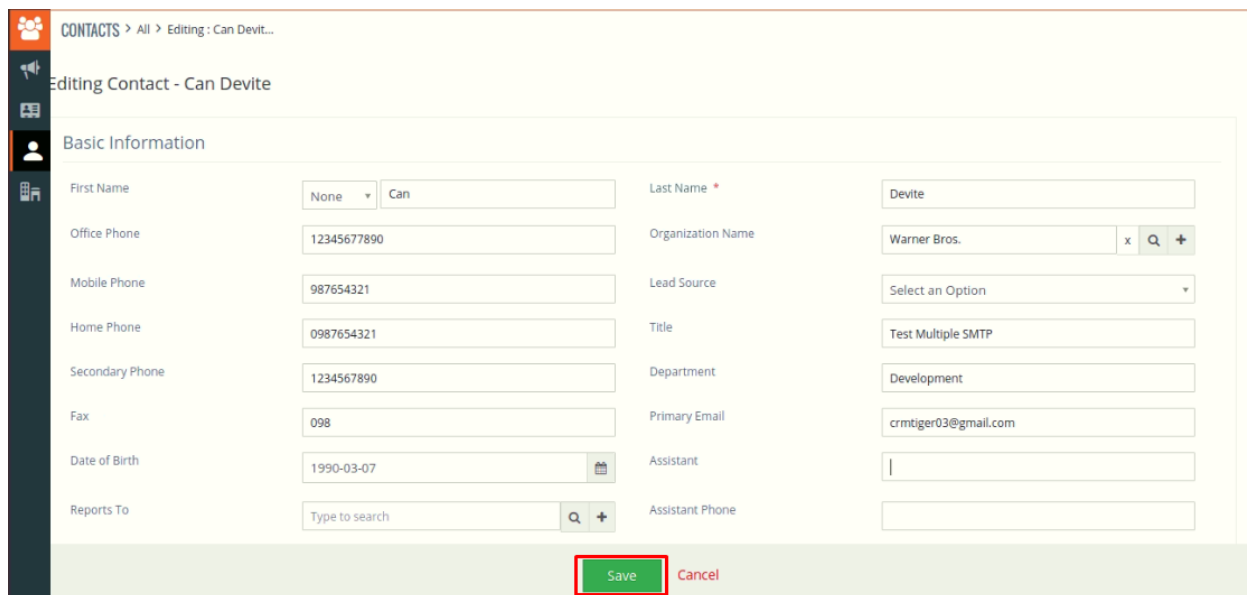 CONTACTS > All > Editing : Can Devit...
Editing Contact - Can Devite
Basic Information
First Name None Can Last Name * Devite
Office Phone 12345677890 Organization Name Warner Bros. x +
Mobile Phone 987654321 Lead Source Select an Option
Home Phone 0987654321 Title Test Multiple SMTP
Secondary Phone 1234567890 Department Development
Fax 098 Primary Email crmtiger03@gmail.com
Date of Birth 1990-03-07 Assistant
Reports To Type to search + Assistant Phone
Save Cancel